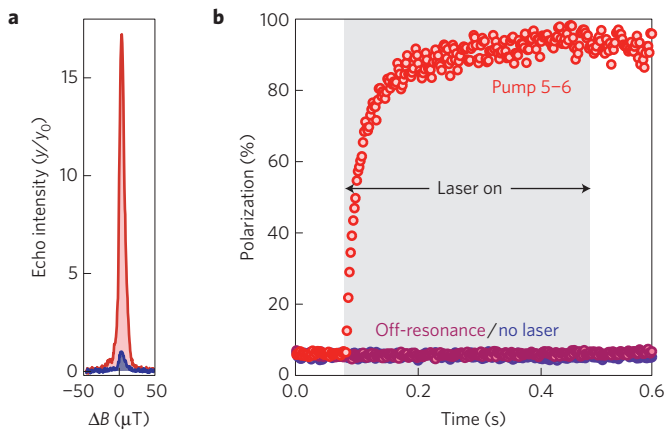 a
Echo intensity (y/y0)
15
10
5
0
−50
0
50
ΔB (μT)
b
Polarization (%)
100
80
60
40
20
0
Pump 5–6
Laser on
Off-resonance/no laser
0.0
0.2
0.4
0.6
Time (s)